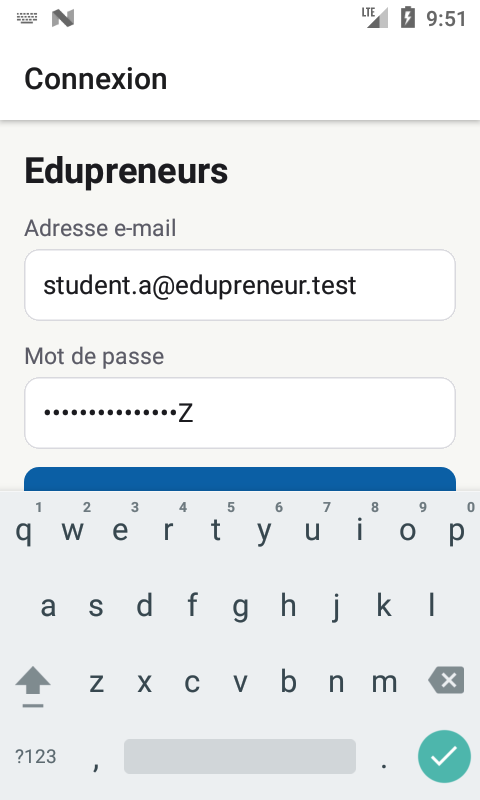 LTE 9:51
Connexion
Edupreneurs
Adresse e-mail
student.a@edupreneur.test
Mot de passe
•••••••••••••••Z
1 2 3 4 5 6 7 8 9 0
q w e r t y u i o p
a s d f g h j k l
z x c v b n m
?123 , .